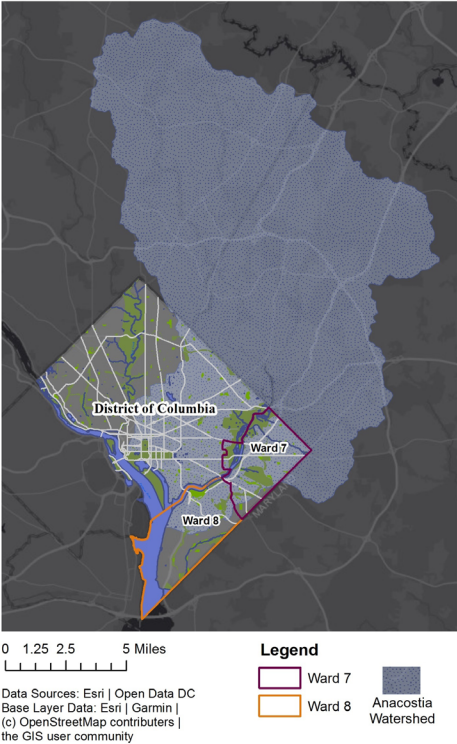 District of Columbia
Ward 7
Ward 8
0 1.25 2.5 5 Miles
Data Sources: Esri | Open Data DC
Base Layer Data: Esri | Garmin |
(c) OpenStreetMap contributers |
the GIS user community
Legend
Ward 7
Ward 8
Anacostia
Watershed